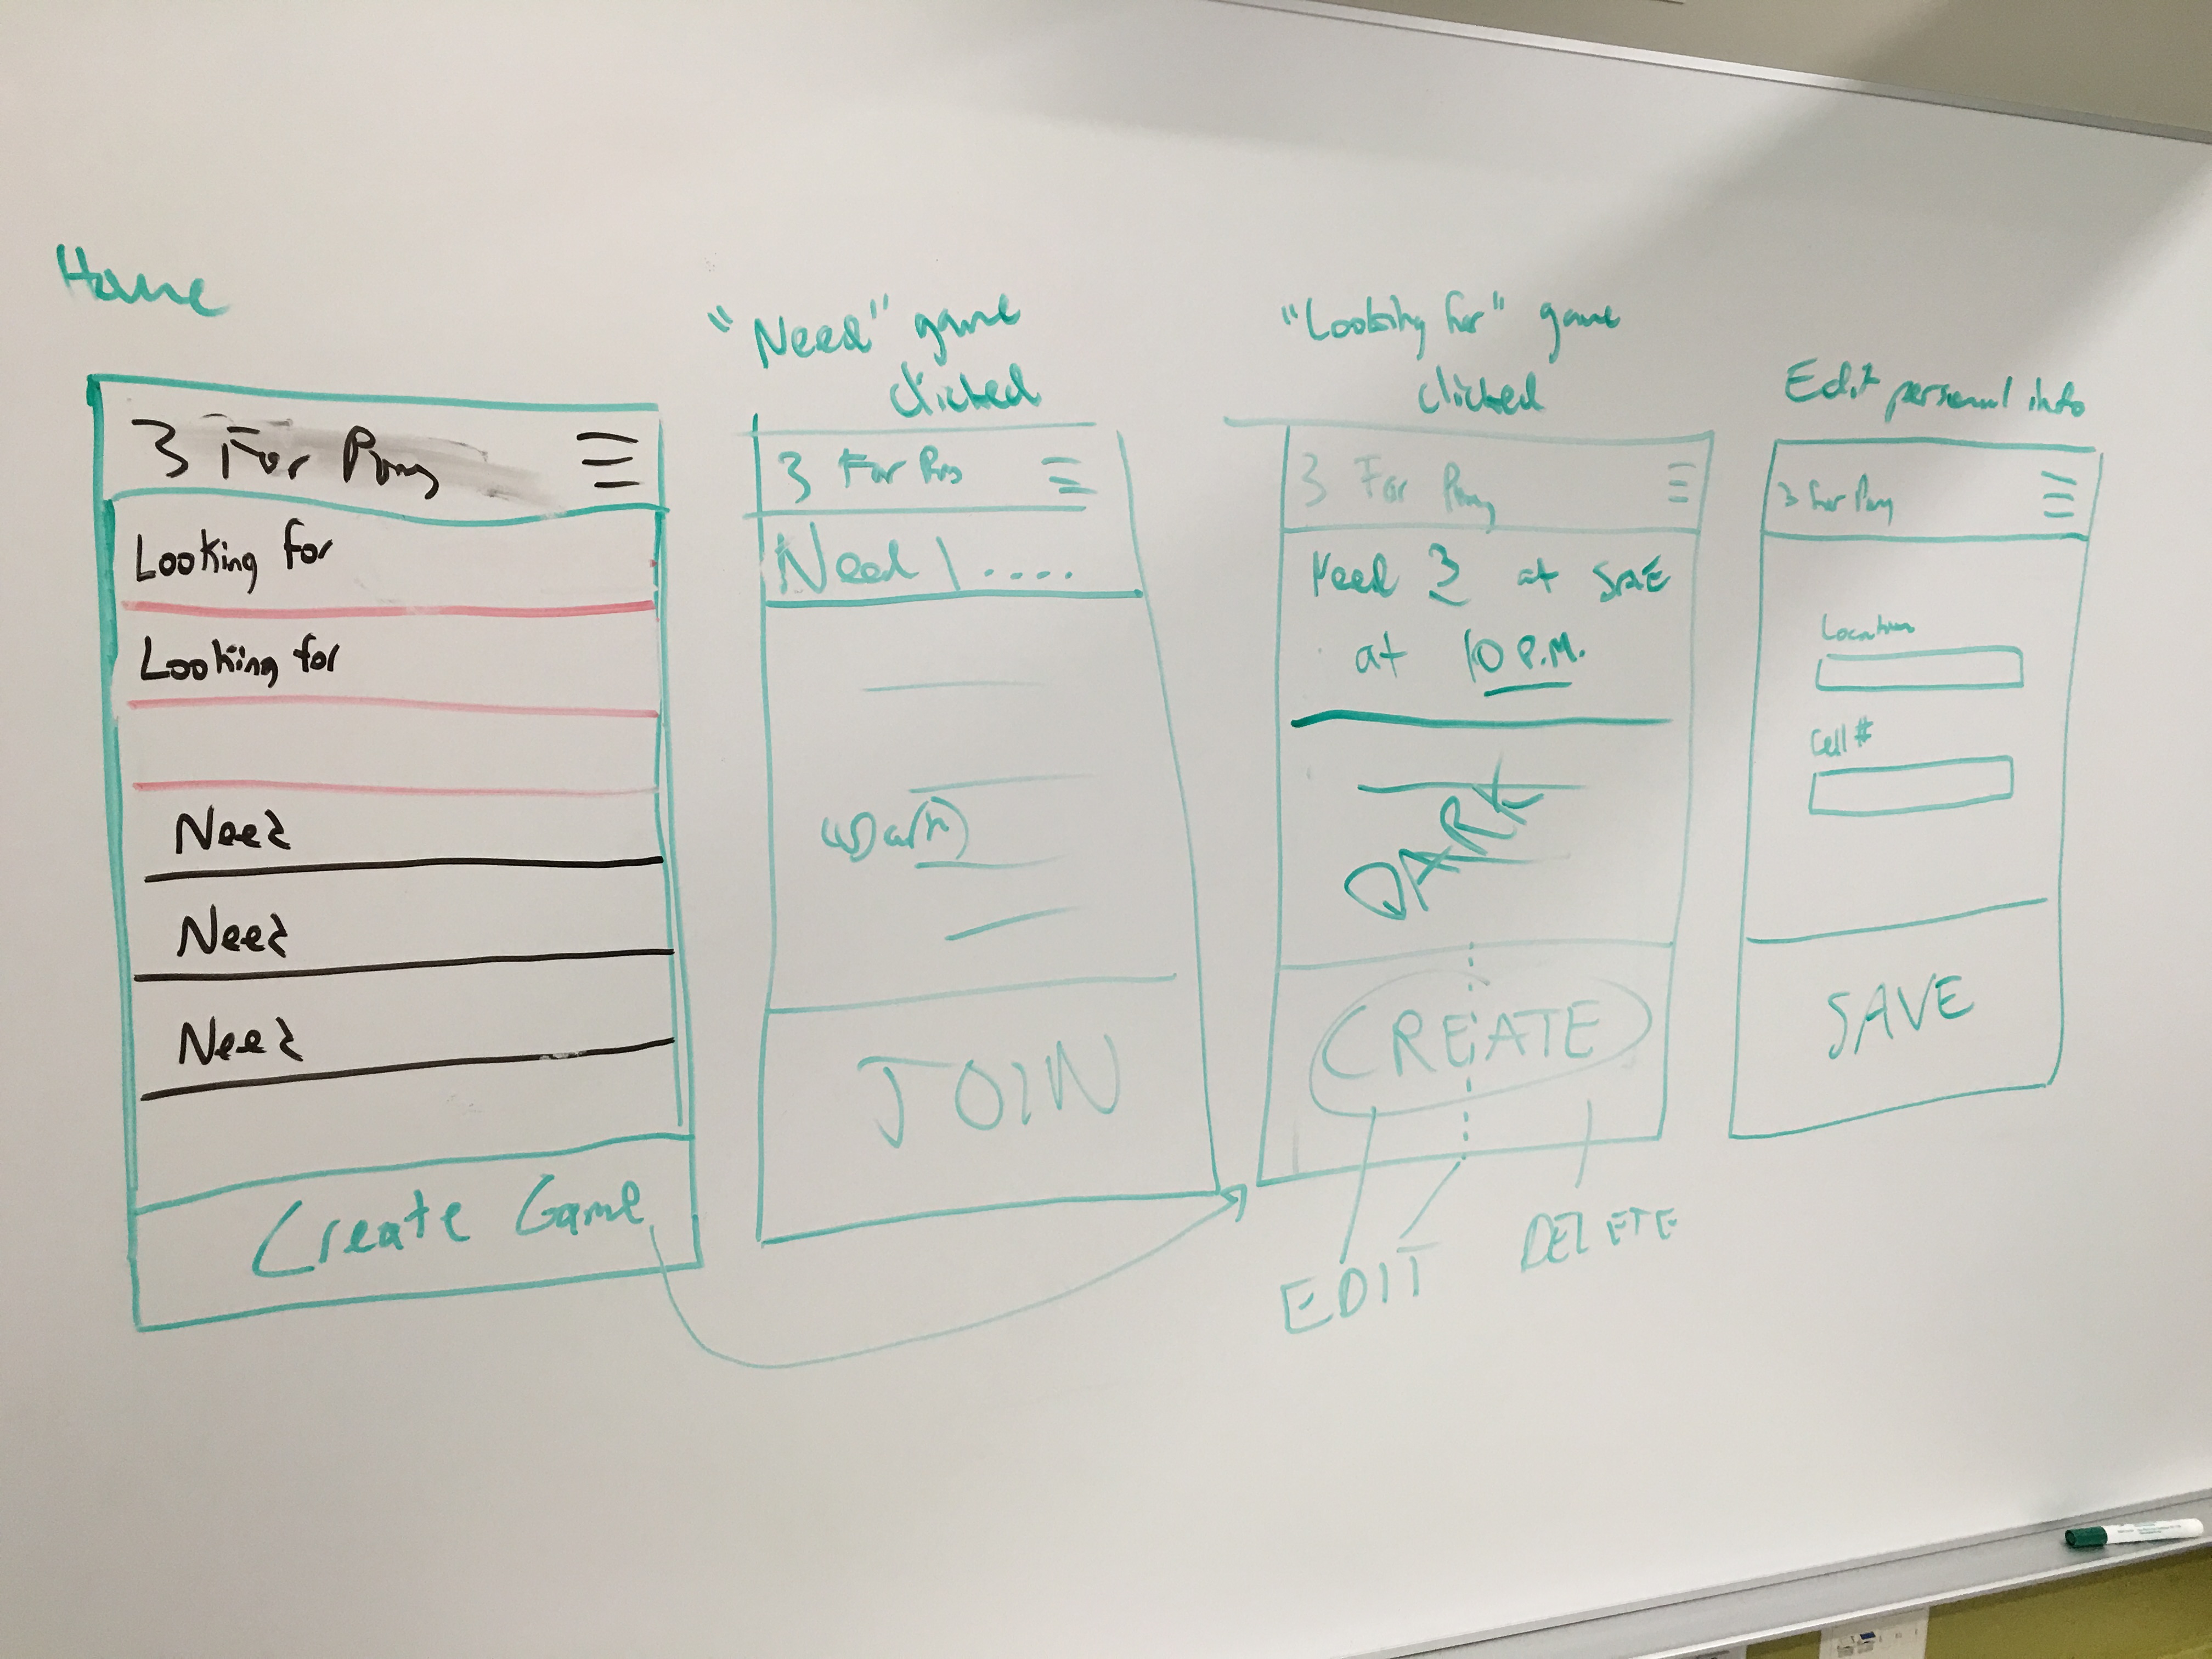 Home
3 For Pong
Looking for
Looking for
Need
Need
Need
Create Game
"Need" game
clicked
3 For Pong
Need 1 ....
(Dark)
JOIN
"Looking for" game
clicked
3 For Pong
Need 3 at SAE
at 10 P.M.
DARK
CREATE
EDIT
DELETE
Edit personal info
3 For Pong
Location
Cell #
SAVE